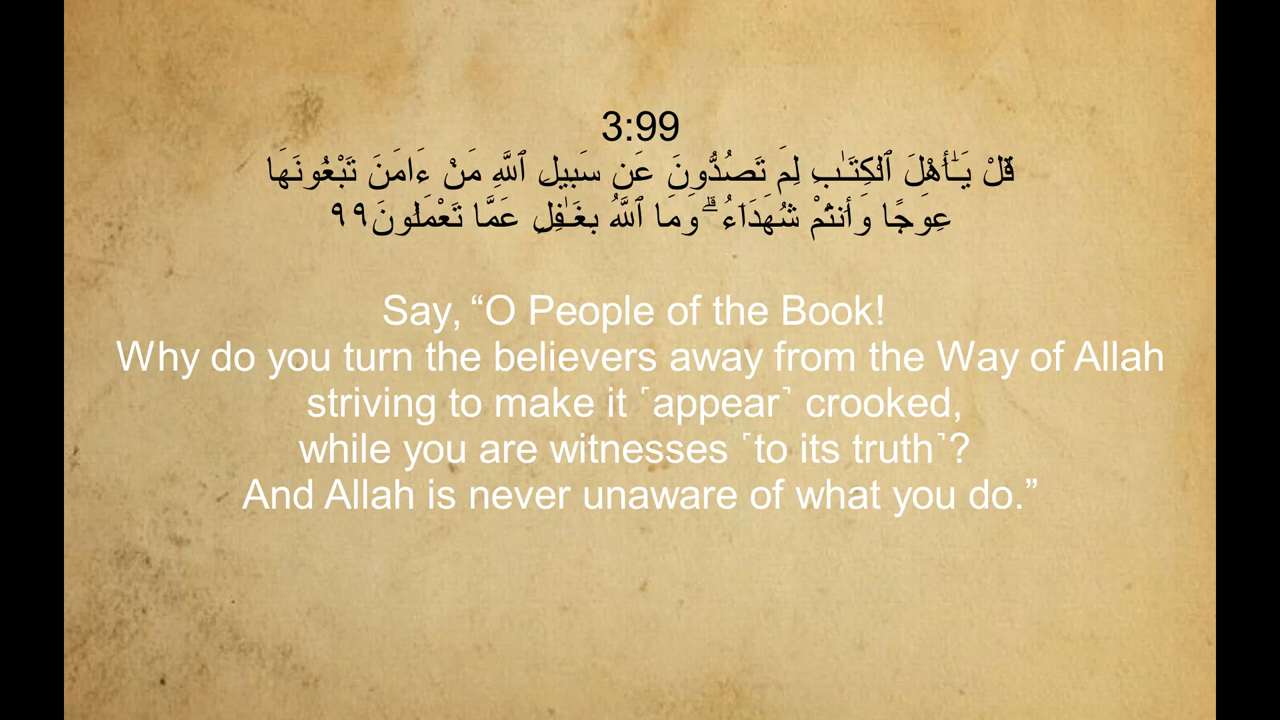 3:99
قُلْ يَـٰٓأَهْلَ ٱلْكِتَـٰبِ لِمَ تَصُدُّونَ عَن سَبِيلِ ٱللَّهِ مَنْ ءَامَنَ تَبْغُونَهَا
عِوَجًا وَأَنتُمْ شُهَدَآءُ ۗ وَمَا ٱللَّهُ بِغَـٰفِلٍ عَمَّا تَعْمَلُونَ ٩٩
Say, “O People of the Book!
Why do you turn the believers away from the Way of Allah
striving to make it ˹appear˺ crooked,
while you are witnesses ˹to its truth˺?
And Allah is never unaware of what you do.”